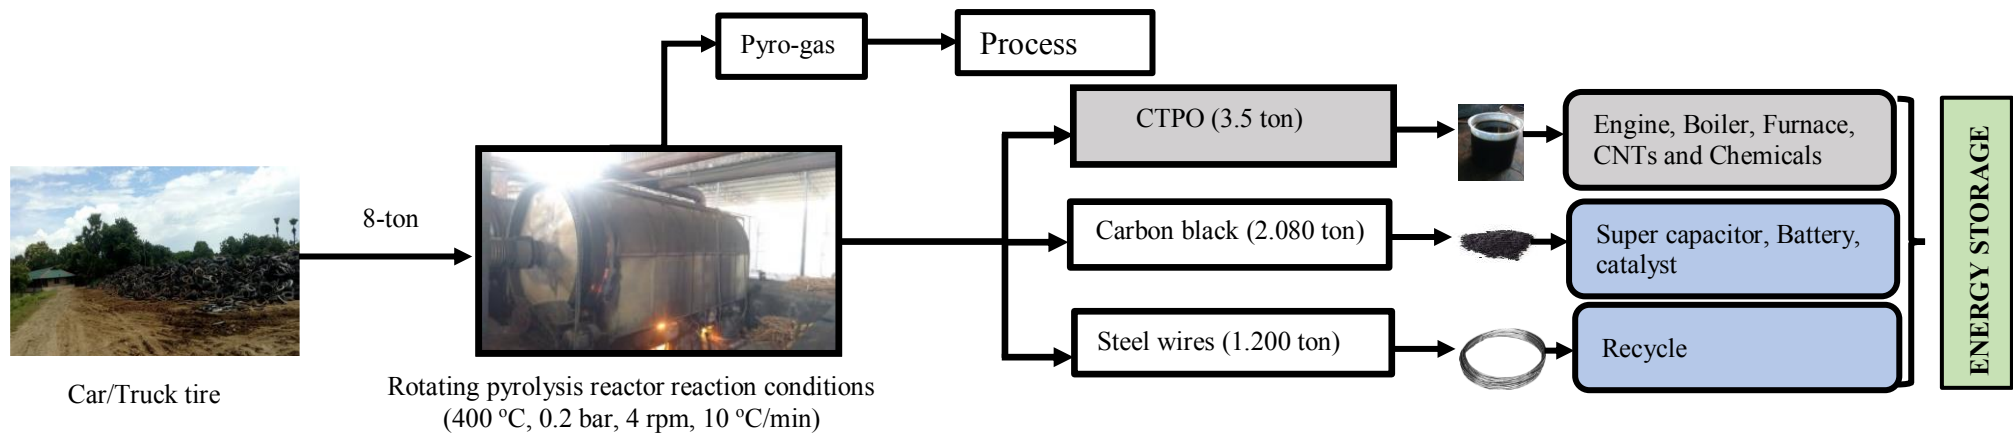 Pyro-gas
Process
CTPO (3.5 ton)
Engine, Boiler, Furnace,
CNTs and Chemicals
8-ton
Carbon black (2.080 ton)
Super capacitor, Battery,
catalyst
Steel wires (1.200 ton)
Recycle
ENERGY STORAGE
Car/Truck tire
Rotating pyrolysis reactor reaction conditions
(400 ºC, 0.2 bar, 4 rpm, 10 ºC/min)